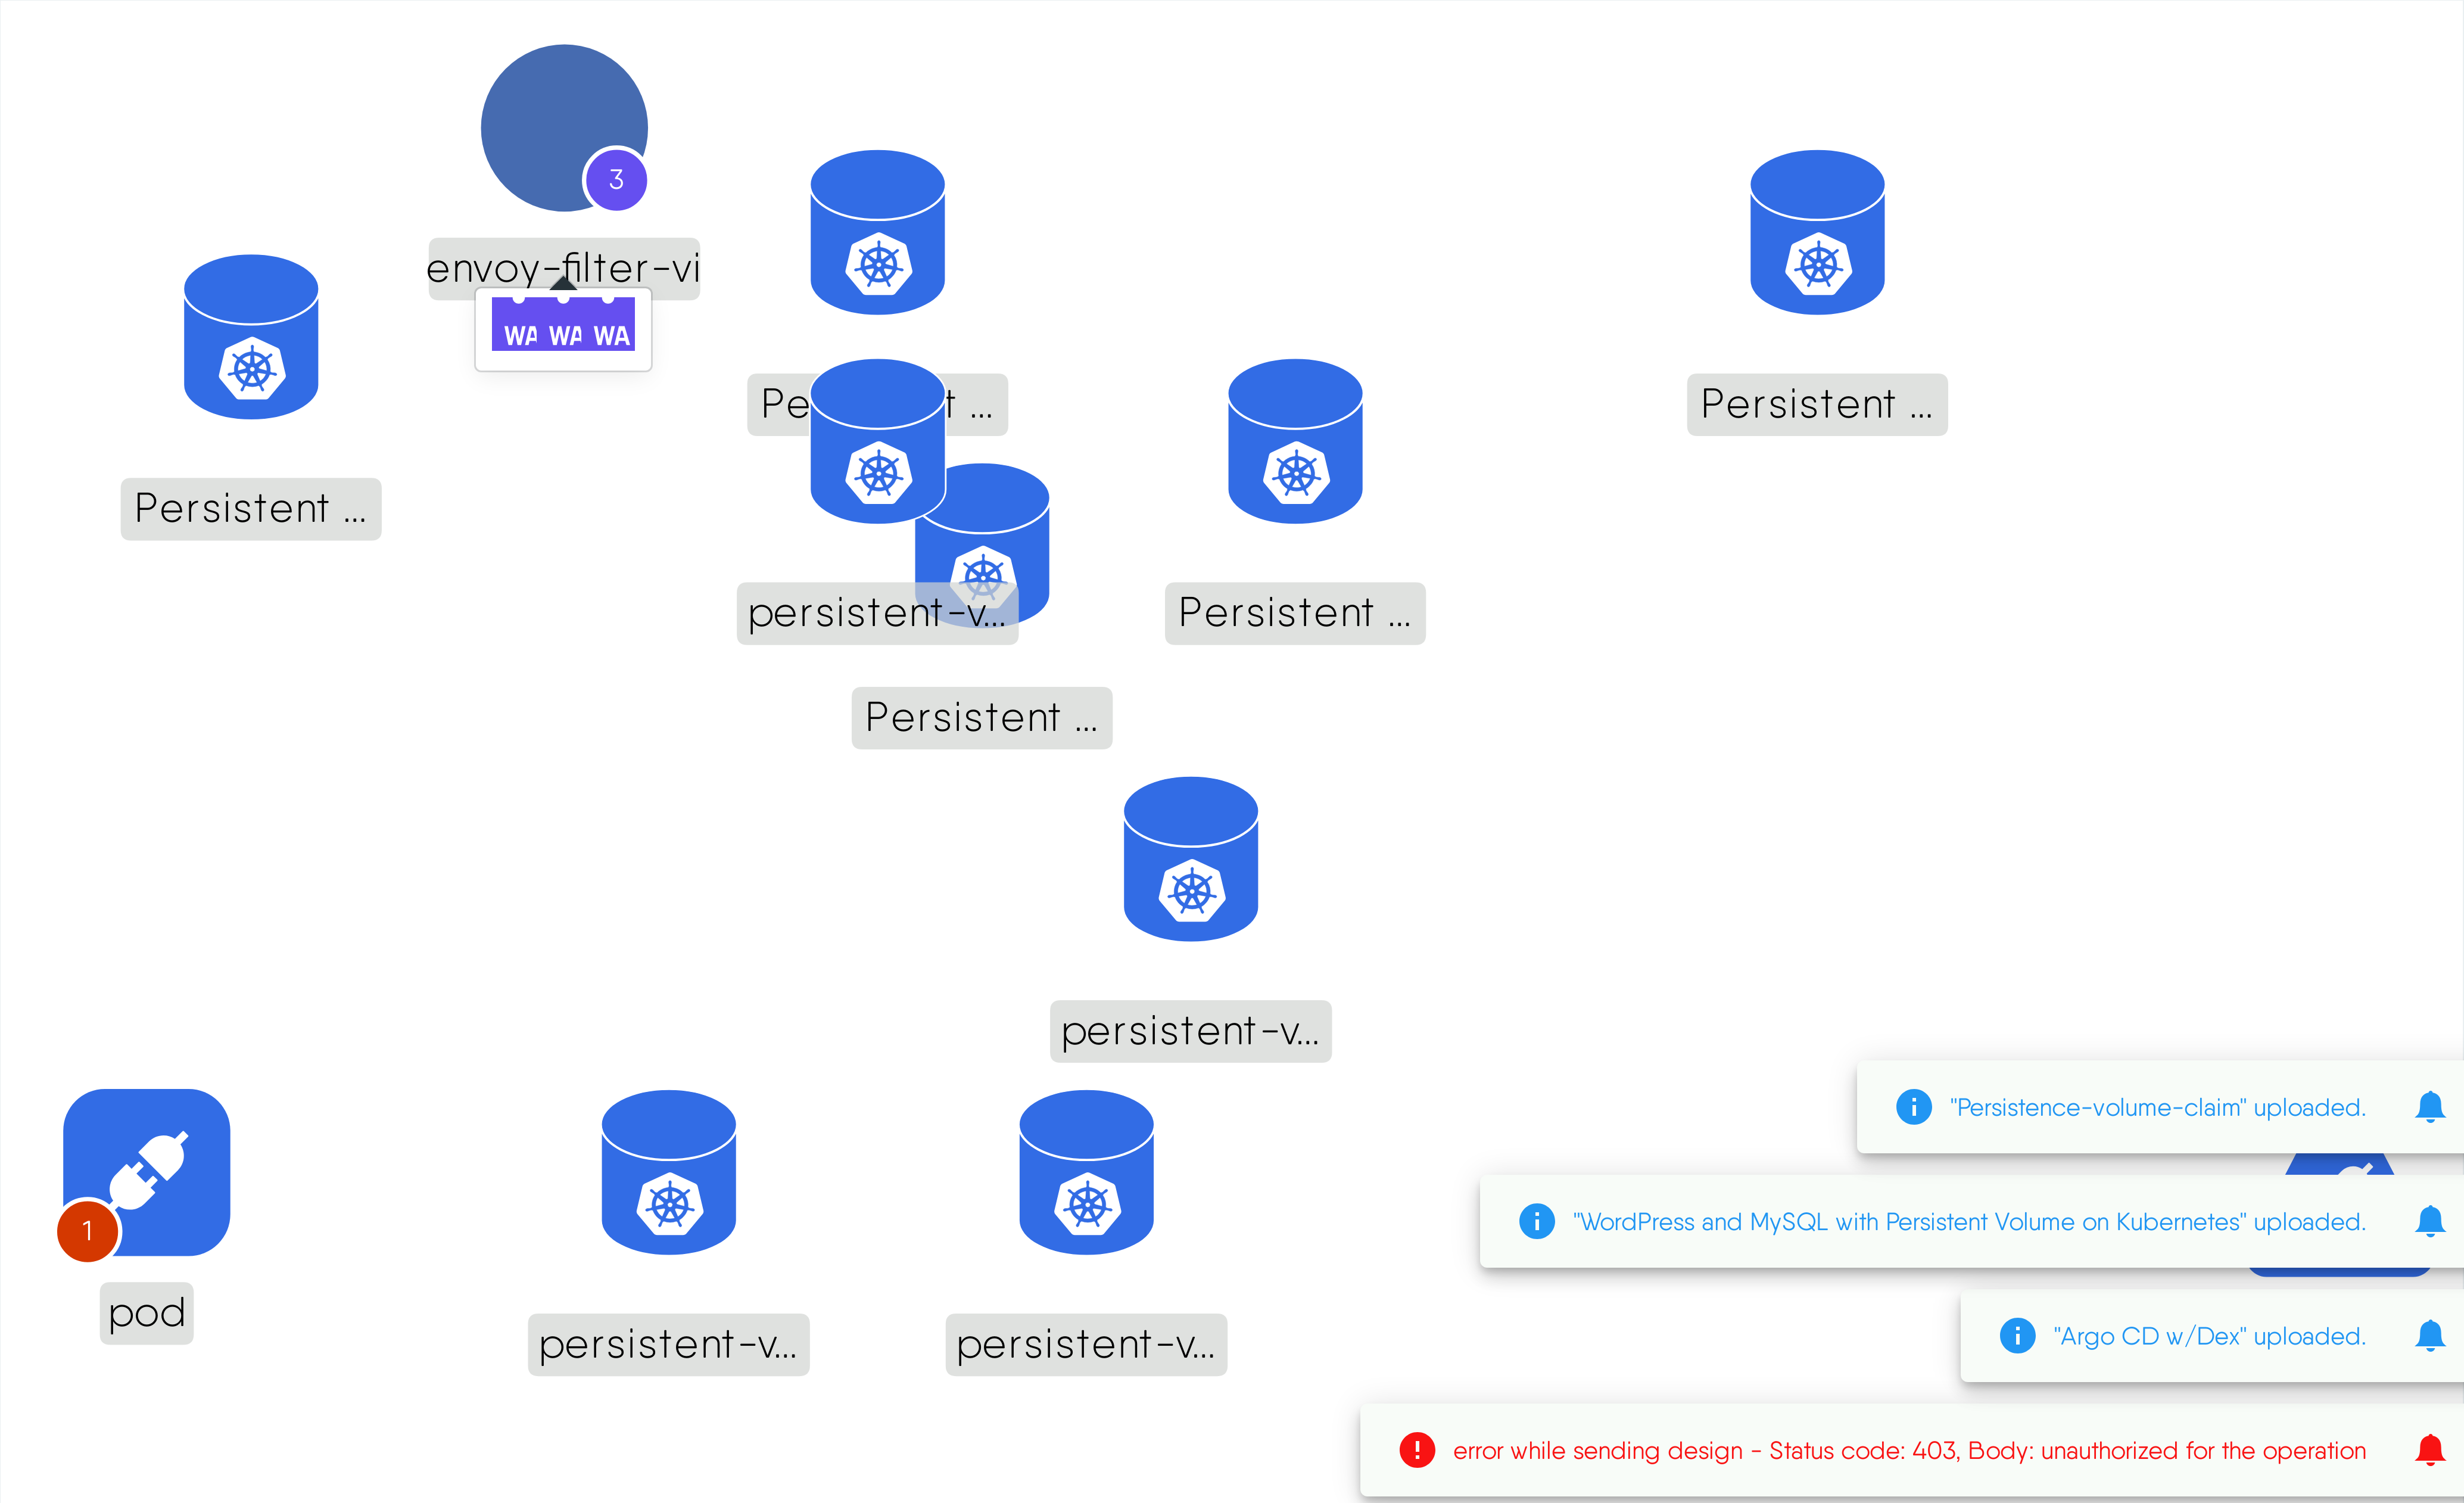 3
envoy-filter-vi
WA WA WA
Persistent ...
Persistent ...
Persistent ...
persistent-v...
Persistent ...
Persistent ...
persistent-v...
1
pod
persistent-v...
persistent-v...
"Persistence-volume-claim" uploaded.
"WordPress and MySQL with Persistent Volume on Kubernetes" uploaded.
"Argo CD w/Dex" uploaded.
error while sending design - Status code: 403, Body: unauthorized for the operation